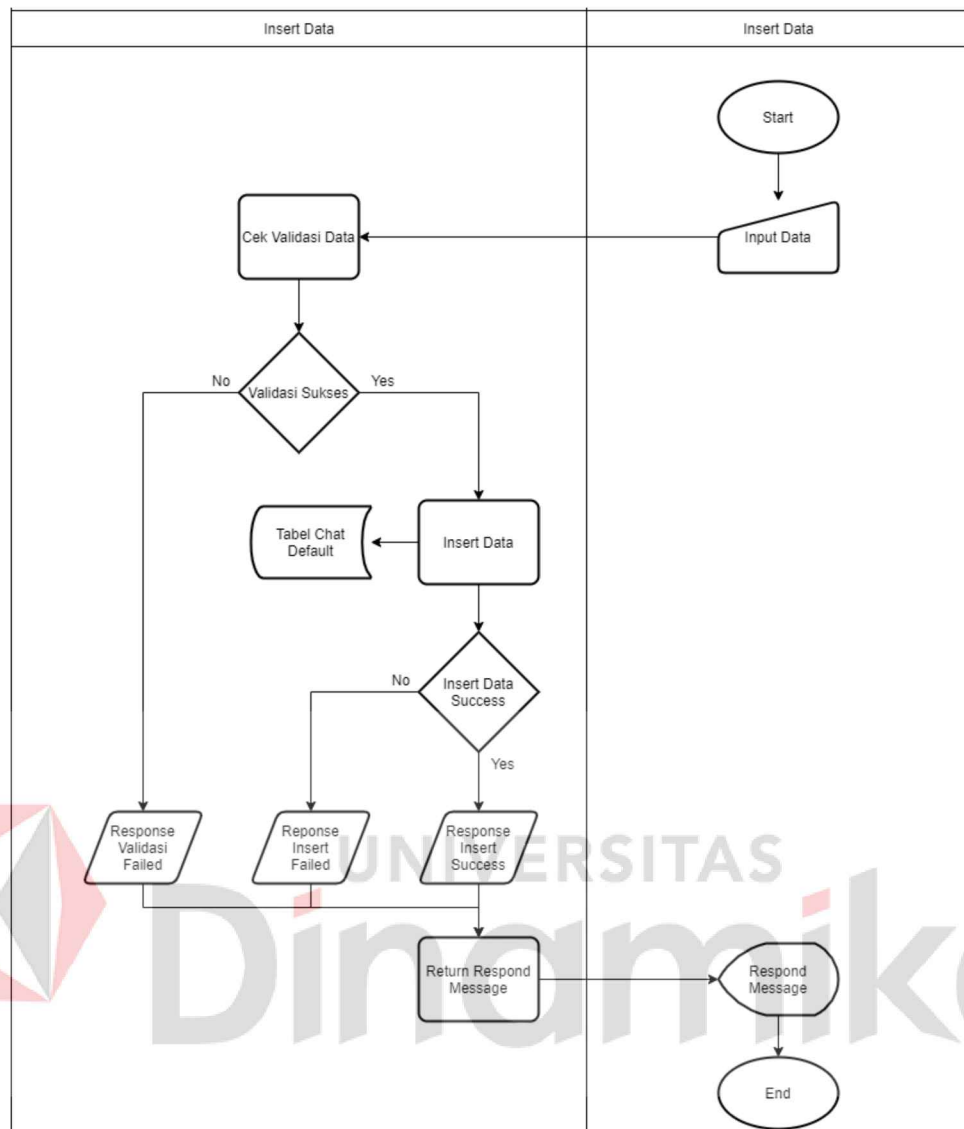 Insert Data
Insert Data
Start
Input Data
Cek Validasi Data
Validasi Sukses
No
Yes
Tabel Chat
Default
Insert Data
Insert Data
Success
No
Yes
Response
Validasi
Failed
Reponse
Insert
Failed
Response
Insert
Success
UNIVERSITAS
Dinamika
Return Respond
Message
Respond
Message
End